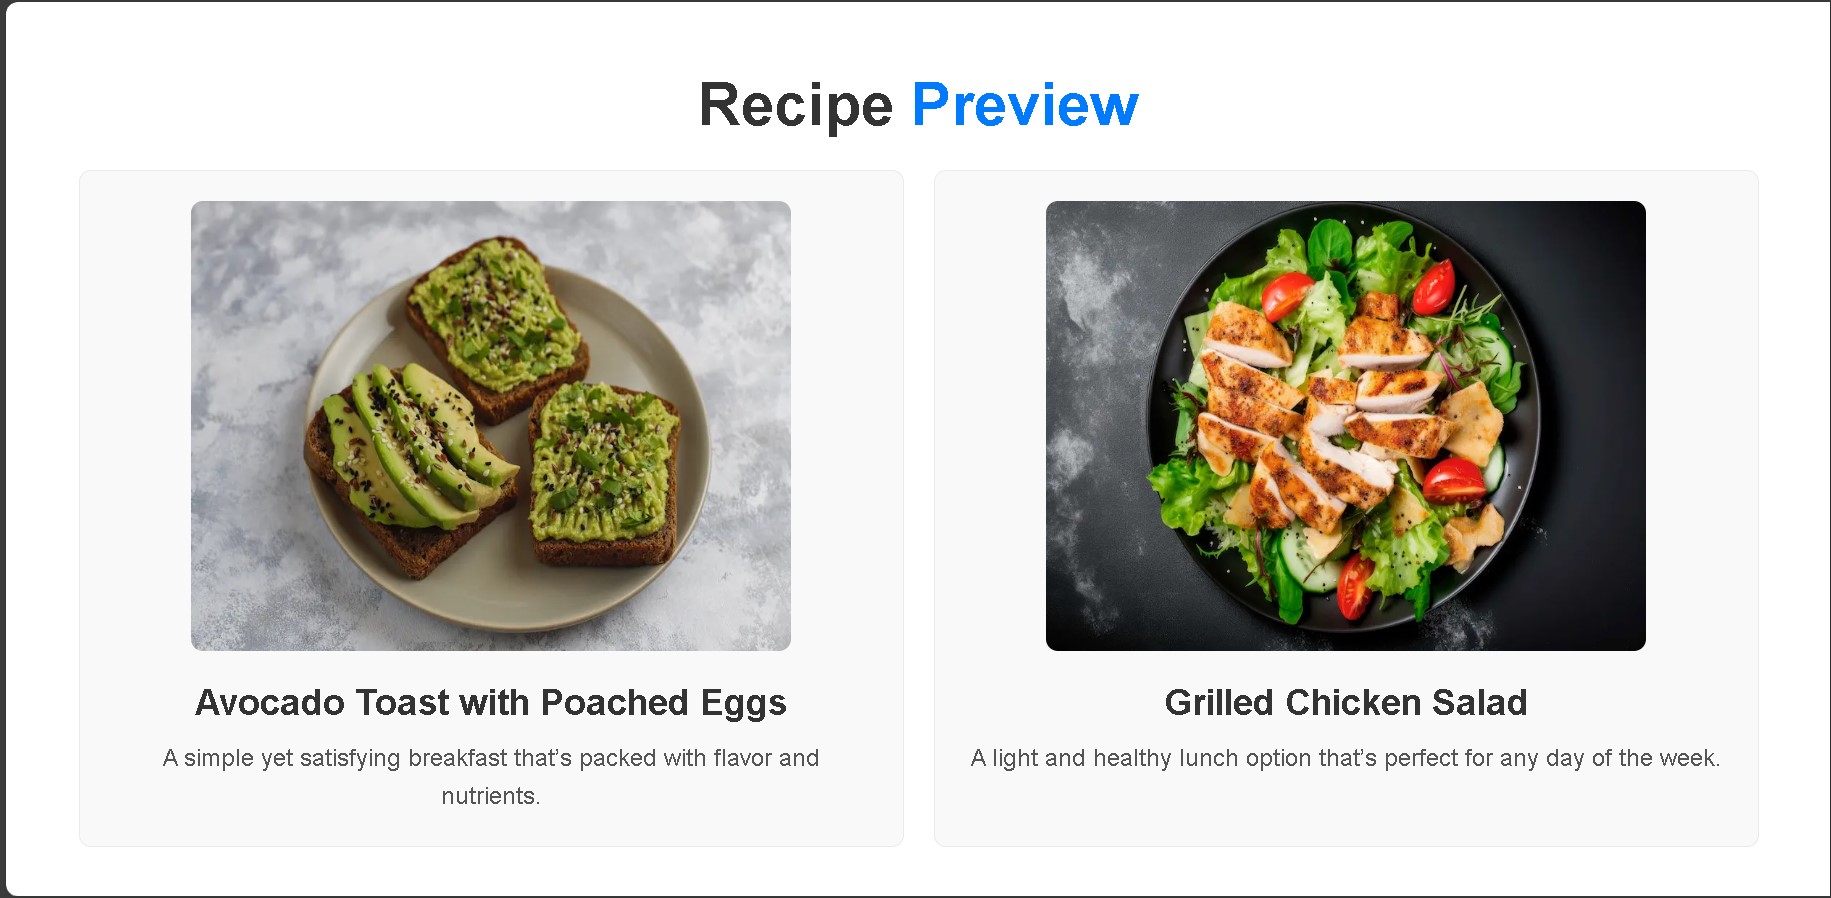 Recipe Preview
Avocado Toast with Poached Eggs
A simple yet satisfying breakfast that’s packed with flavor and
nutrients.
Grilled Chicken Salad
A light and healthy lunch option that’s perfect for any day of the week.